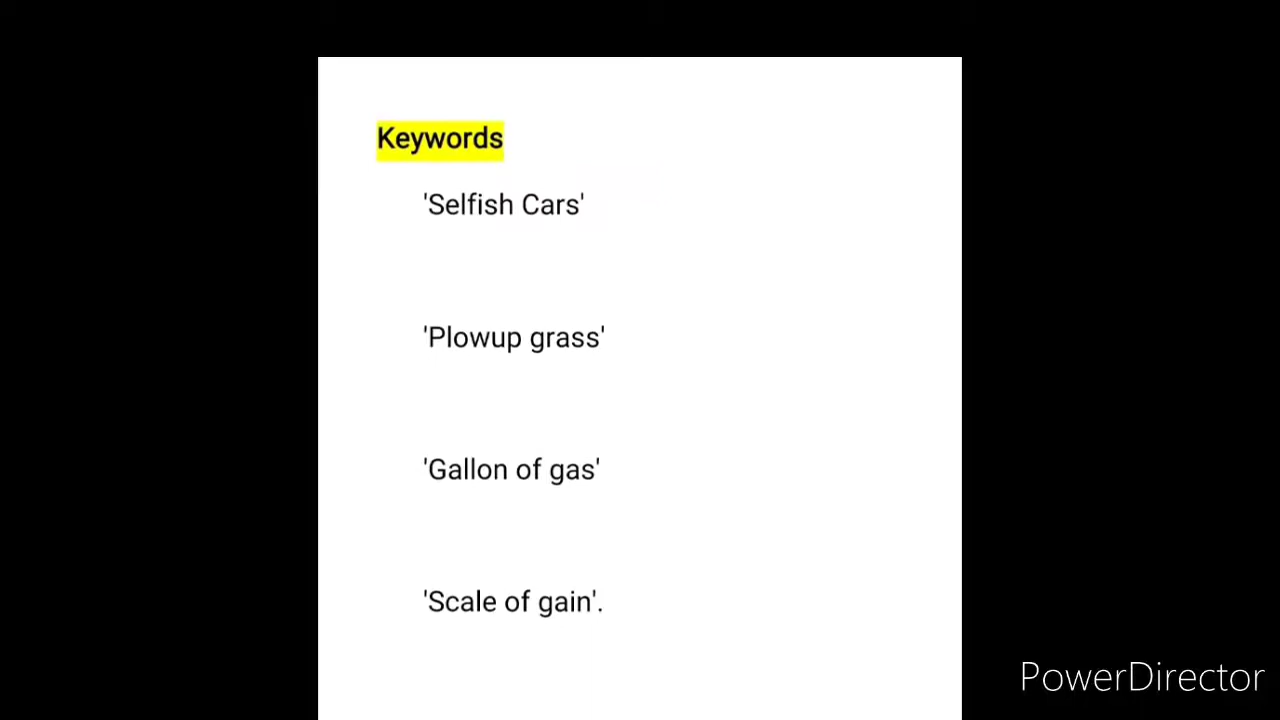 Keywords
'Selfish Cars'
'Plowup grass'
'Gallon of gas'
'Scale of gain'.
PowerDirector